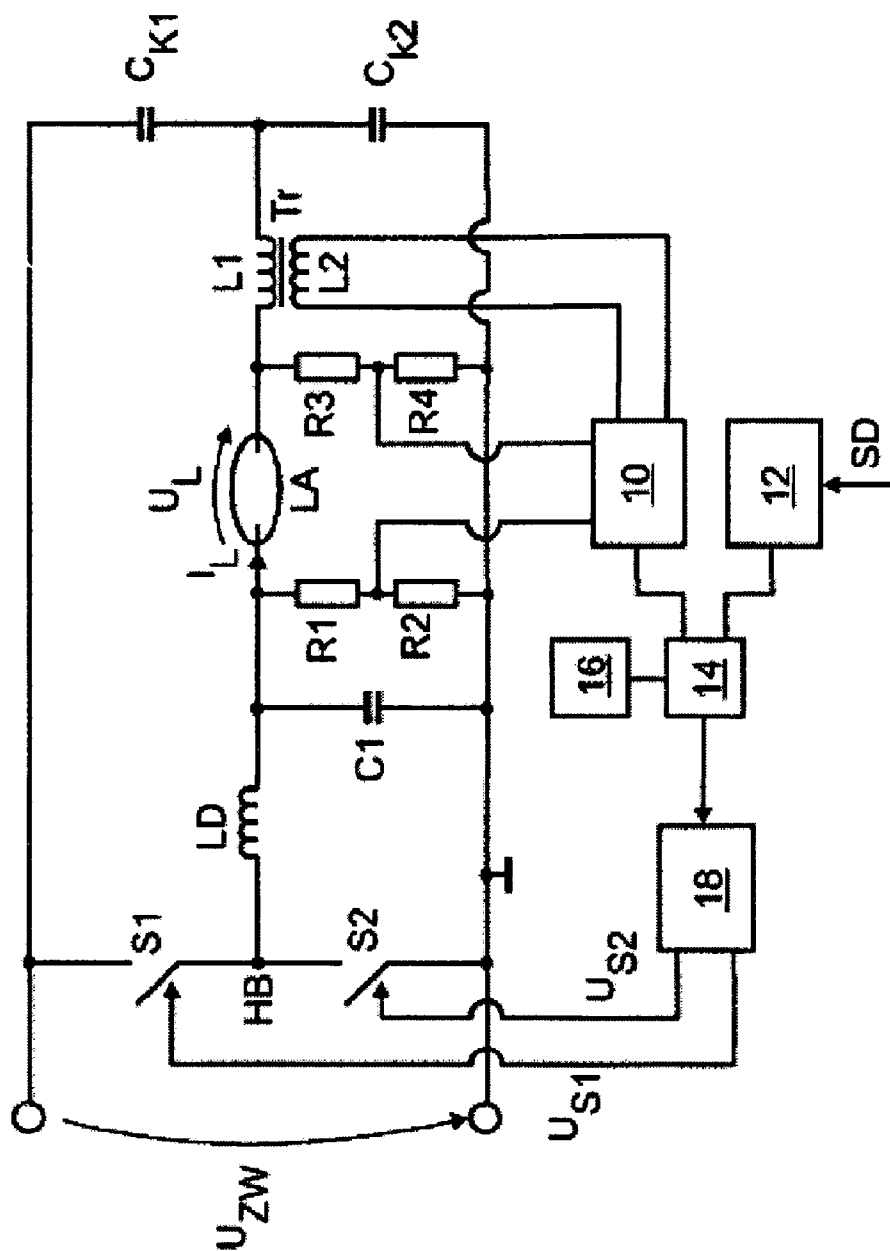 U_ZW
S1
HB
S2
U_S1
U_S2
LD
C1
R1
R2
I_L
U_L
LA
R3
R4
L1
Tr
L2
C_K1
C_k2
10
12
SD
14
16
18